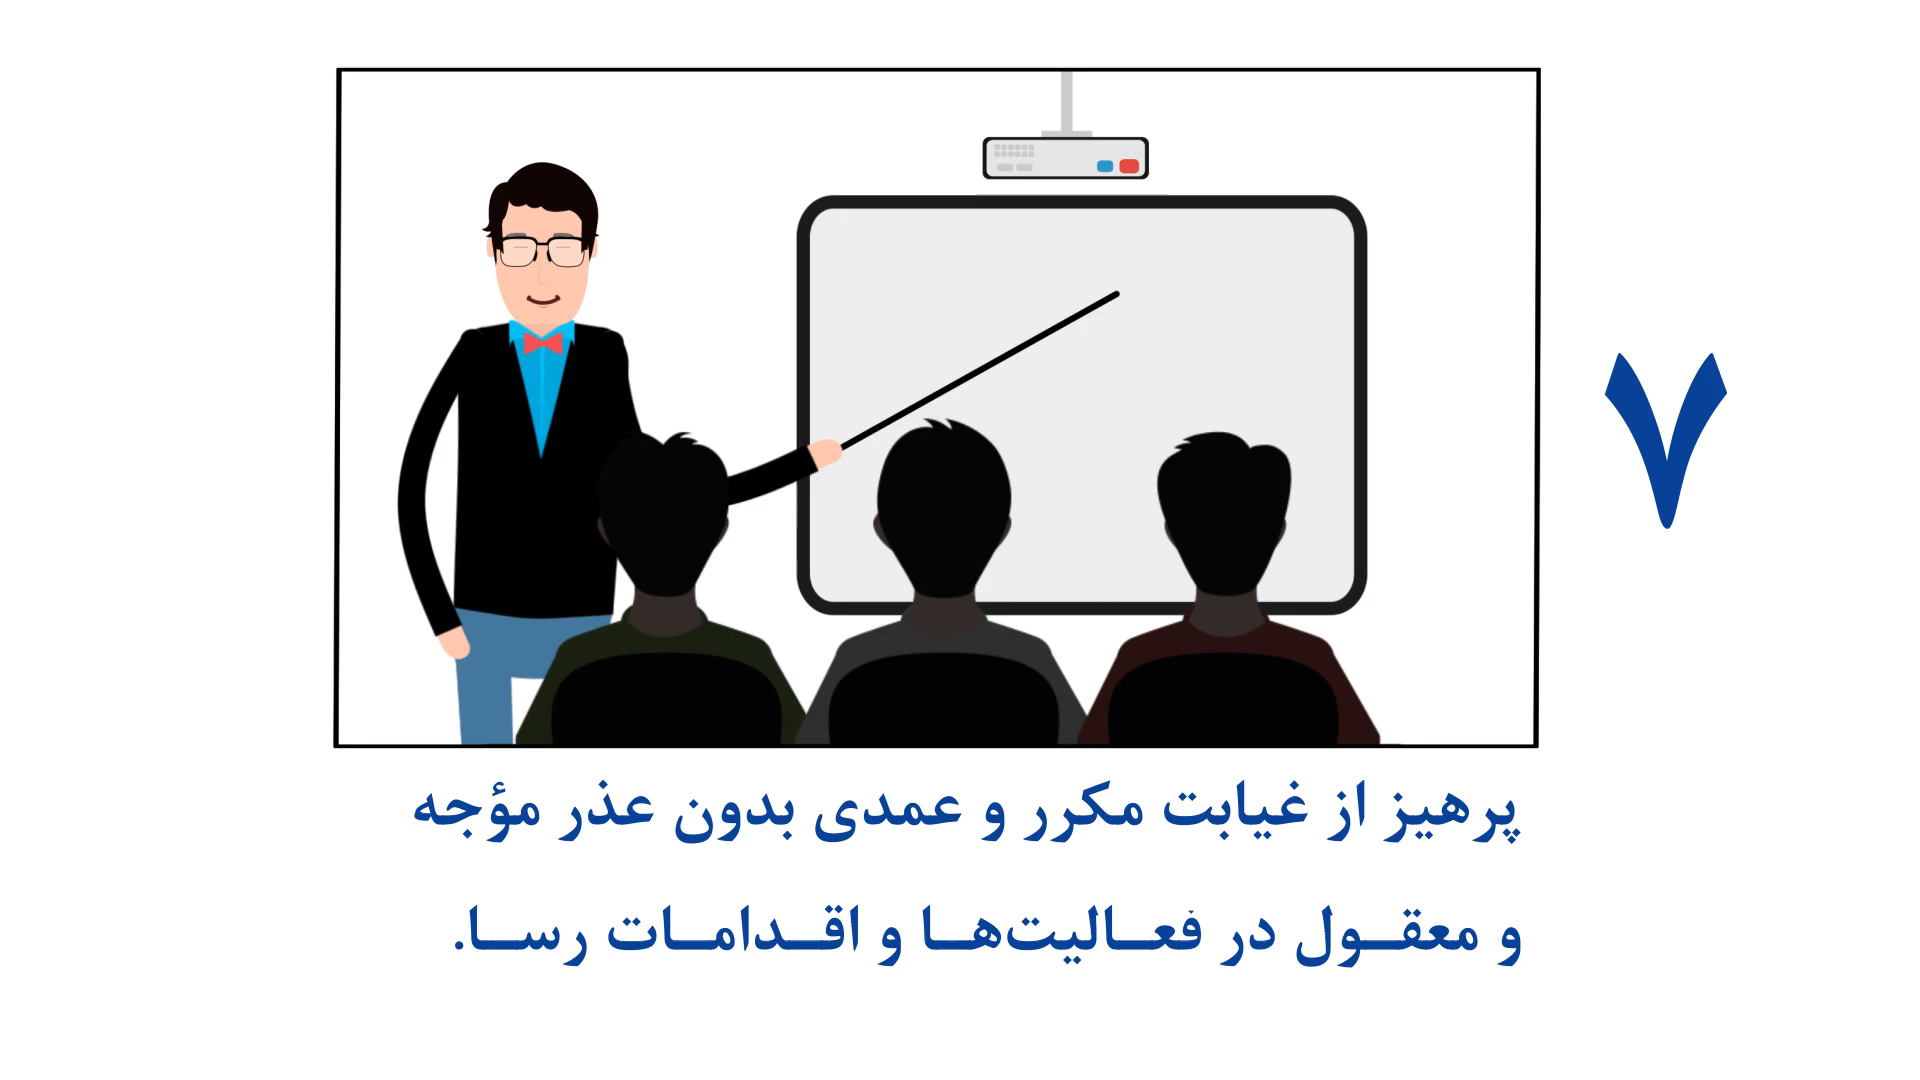 ۷
پرهیز از غیابت مکرر و عمدی بدون عذر مؤجه
و معقـول در فعـالیت‌هـا و اقـدامـات رسـا.